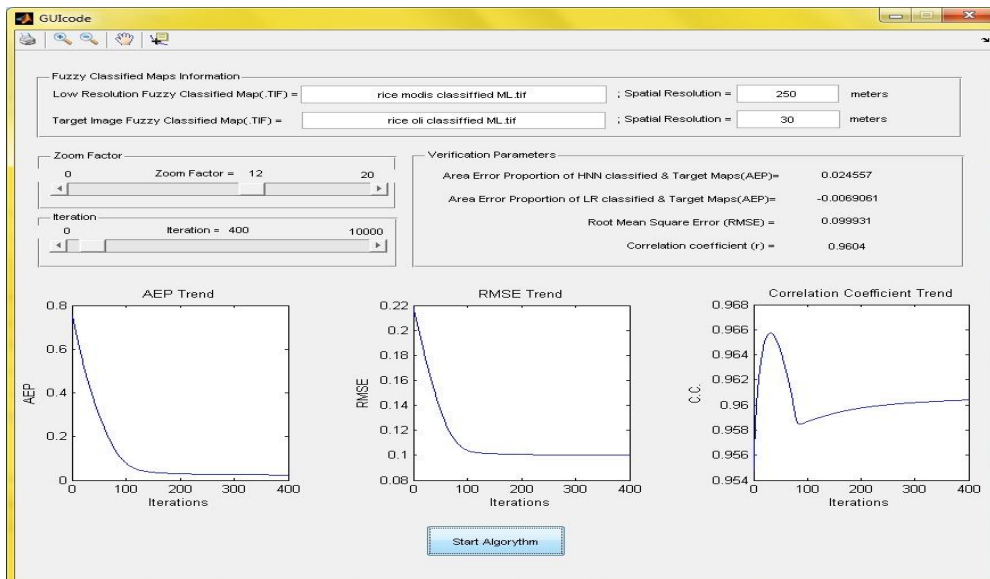 GUIcode
Fuzzy Classified Maps Information
Low Resolution Fuzzy Classified Map(.TIF) = rice modis classiffied ML.tif ; Spatial Resolution = 250 meters
Target Image Fuzzy Classified Map(.TIF) = rice oli classiffied ML.tif ; Spatial Resolution = 30 meters
Zoom Factor
0 Zoom Factor = 12 20
Iteration
0 Iteration = 400 10000
Verification Parameters
Area Error Proportion of HNN classified & Target Maps(AEP)= 0.024557
Area Error Proportion of LR classified & Target Maps(AEP)= -0.0069061
Root Mean Square Error (RMSE) = 0.099931
Correlation coefficient (r) = 0.9604
AEP Trend
0.8
0.6
0.4
0.2
0
AEP
0 100 200 300 400
Iterations
RMSE Trend
0.22
0.2
0.18
0.16
0.14
0.12
0.1
0.08
RMSE
0 100 200 300 400
Iterations
Correlation Coefficient Trend
0.968
0.966
0.964
0.962
0.96
0.958
0.956
0.954
C.C.
0 100 200 300 400
Iterations
Start Algorythm